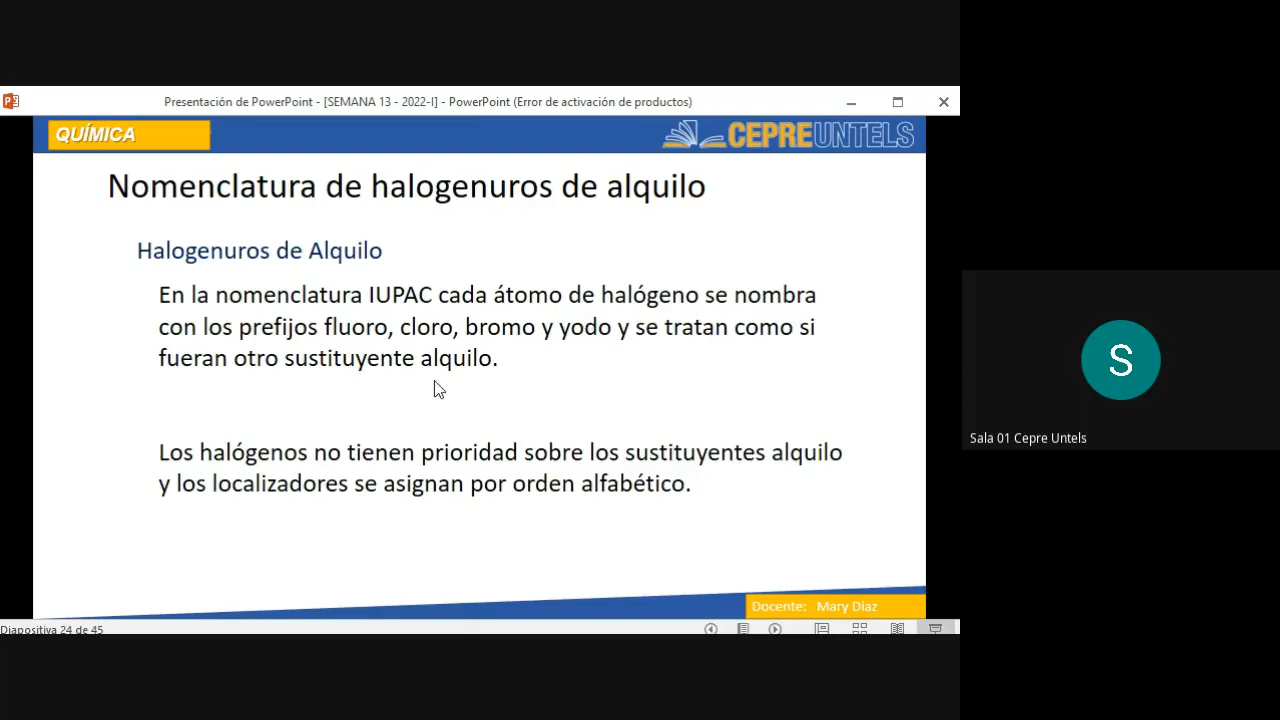 Presentación de PowerPoint - [SEMANA 13 - 2022-I] - PowerPoint (Error de activación de productos)
QUÍMICA
CEPREUNTELS
Nomenclatura de halogenuros de alquilo
Halogenuros de Alquilo
En la nomenclatura IUPAC cada átomo de halógeno se nombra
con los prefijos fluoro, cloro, bromo y yodo y se tratan como si
fueran otro sustituyente alquilo.
Los halógenos no tienen prioridad sobre los sustituyentes alquilo
y los localizadores se asignan por orden alfabético.
Docente: Mary Diaz
Diapositiva 24 de 45
S
Sala 01 Cepre Untels